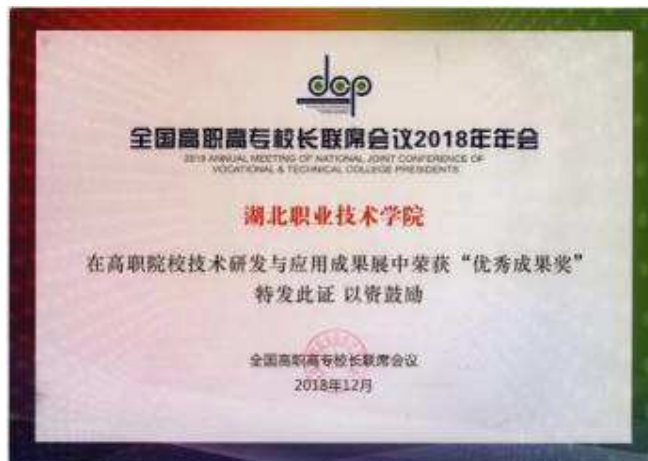 dcp
全国高职高专校长联席会议2018年年会
2018 ANNUAL MEETING OF NATIONAL JOINT CONFERENCE OF
VOCATIONAL & TECHNICAL COLLEGE PRESIDENTS
湖北职业技术学院
在高职院校技术研发与应用成果展中荣获“优秀成果奖”
特发此证 以资鼓励
全国高职高专校长联席会议
2018年12月